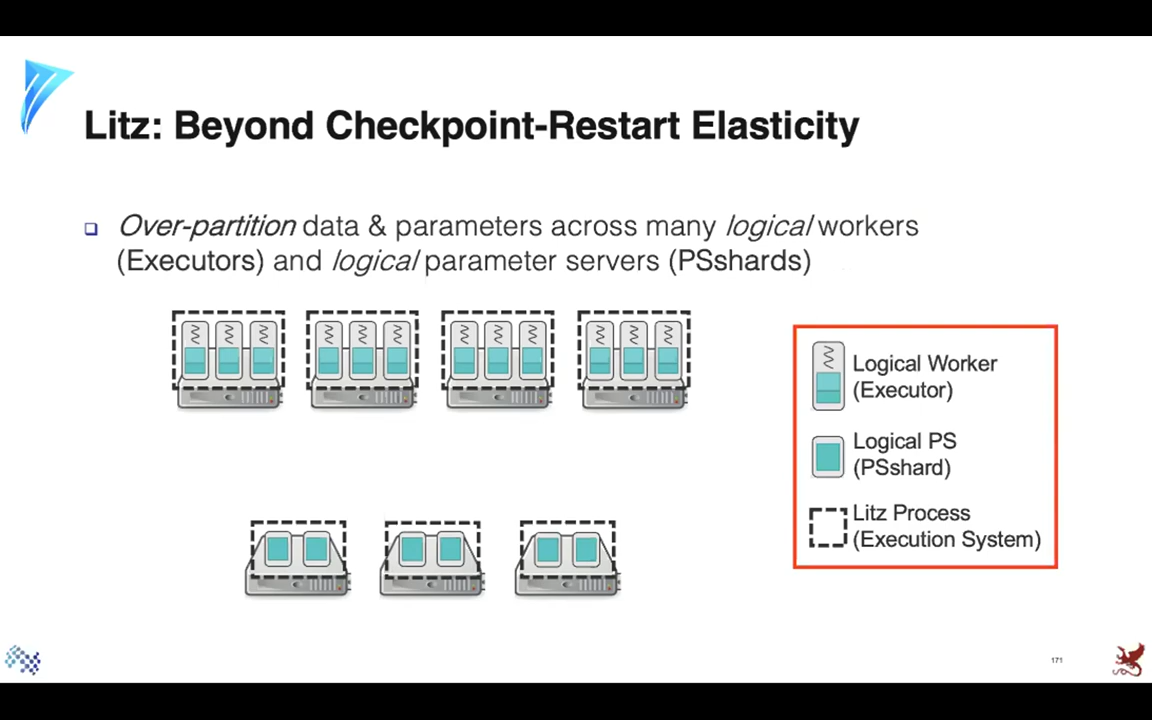 Litz: Beyond Checkpoint-Restart Elasticity
Over-partition data & parameters across many logical workers
(Executors) and logical parameter servers (PSshards)
Logical Worker
(Executor)
Logical PS
(PSshard)
Litz Process
(Execution System)
171